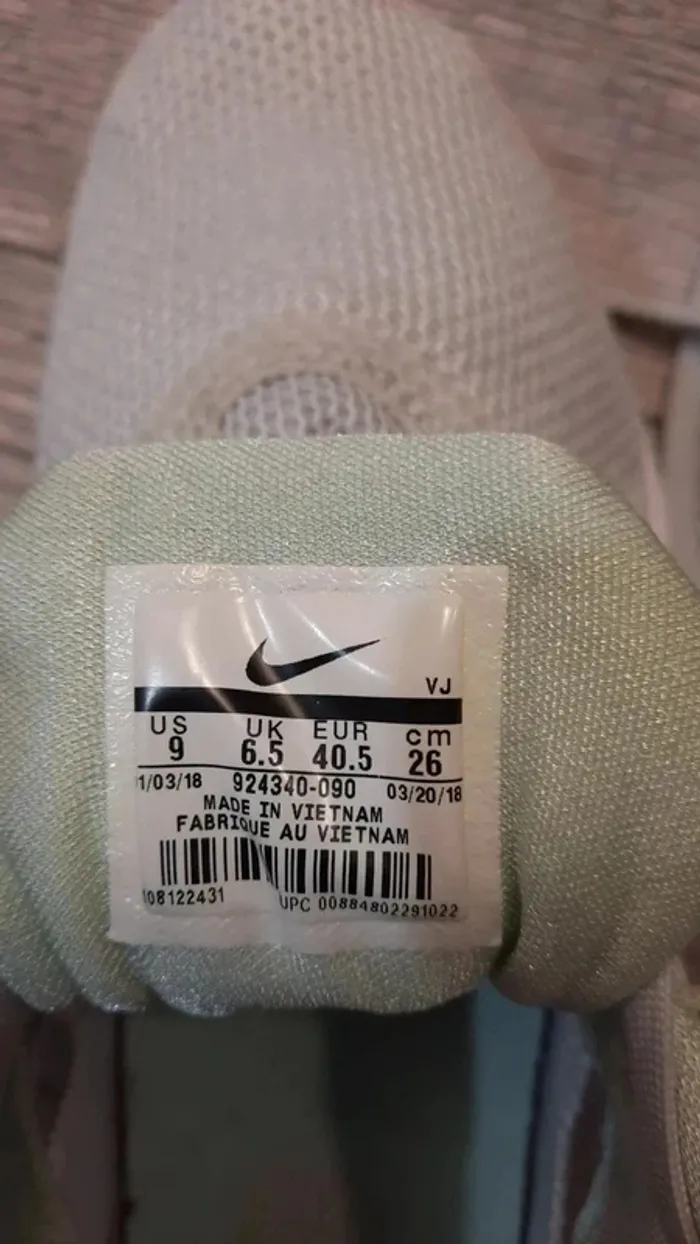 VJ
US UK EUR cm
9 6.5 40.5 26
1/03/18 924340-090 03/20/18
MADE IN VIETNAM
FABRIQUE AU VIETNAM
108122431 UPC 00884802291022